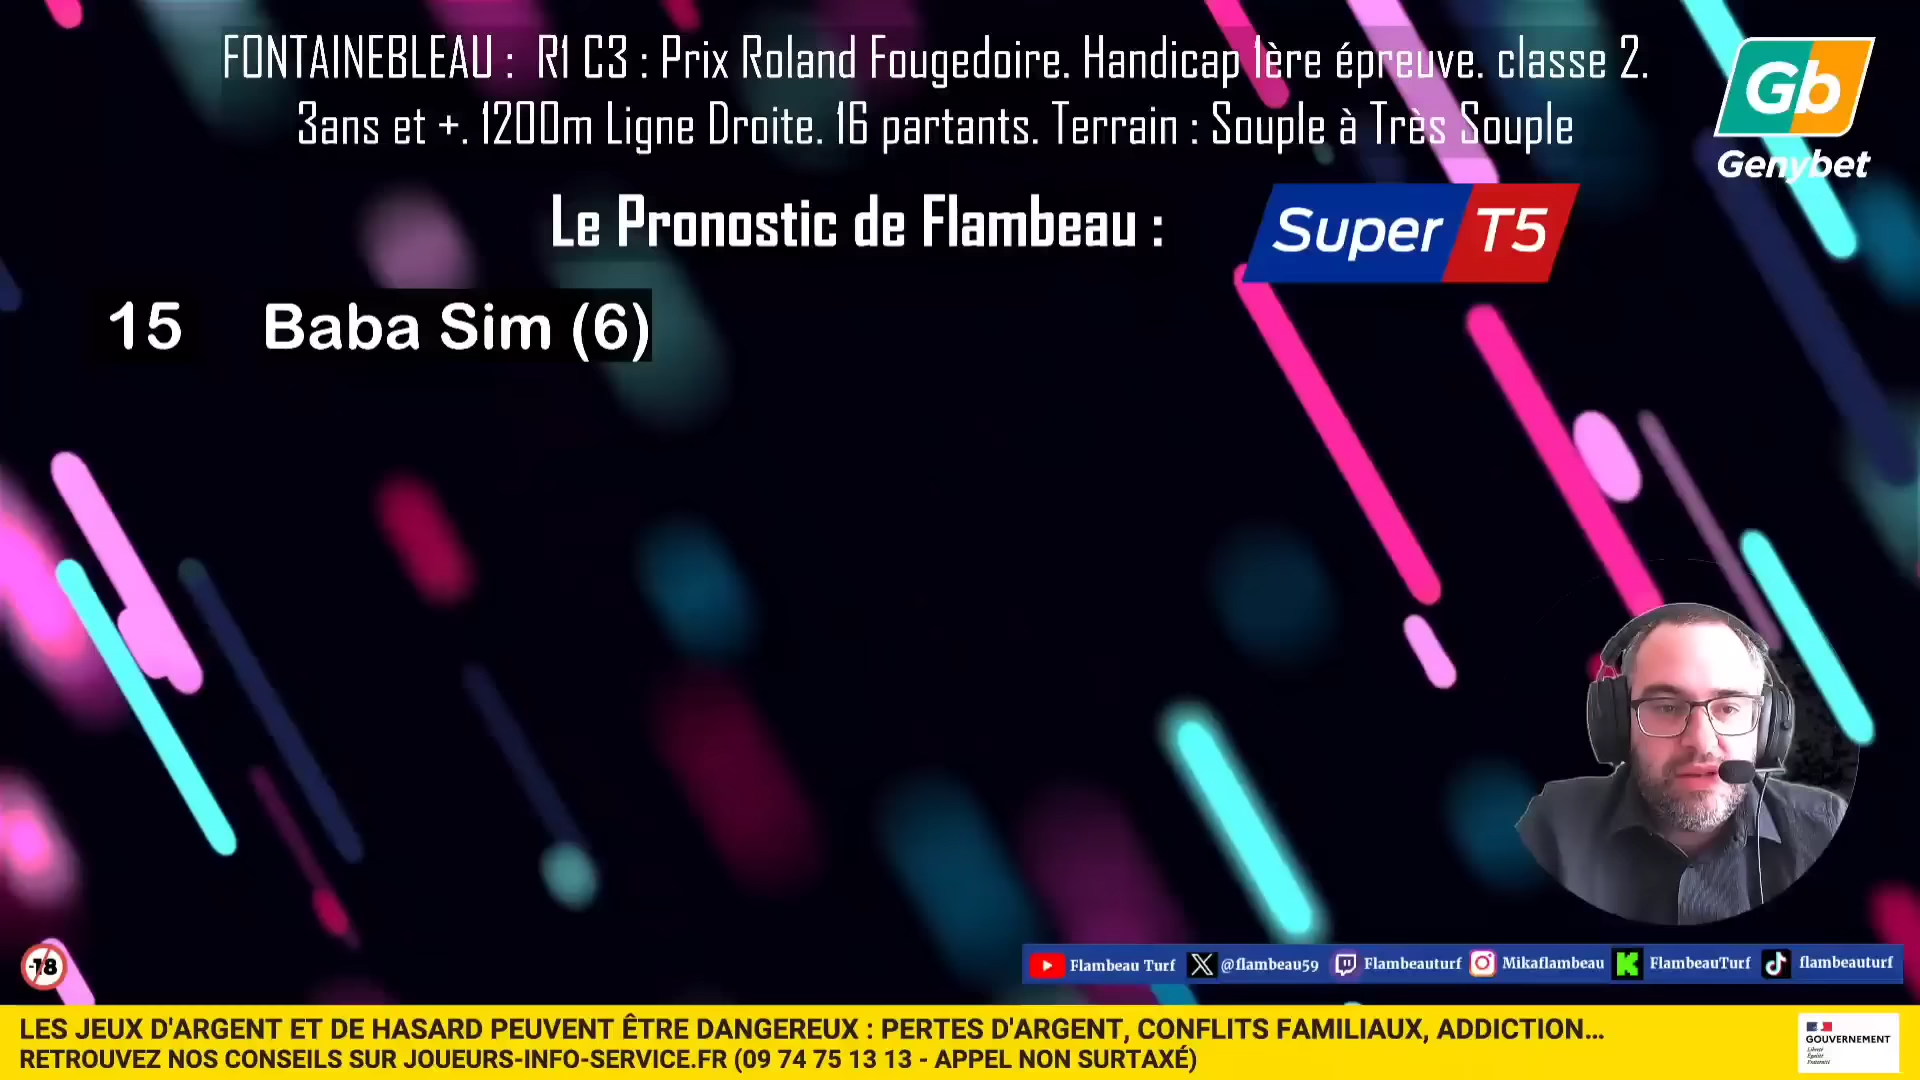 FONTAINEBLEAU : R1 C3 : Prix Roland Fougedoire. Handicap 1ère épreuve. classe 2.
3ans et +. 1200m Ligne Droite. 16 partants. Terrain : Souple à Très Souple
Gb
Genybet
Le Pronostic de Flambeau :
Super T5
15 Baba Sim (6)
-18
Flambeau Turf @flambeau59 Flambeauturf Mikaflambeau FlambeauTurf flambeauturf
LES JEUX D'ARGENT ET DE HASARD PEUVENT ÊTRE DANGEREUX : PERTES D'ARGENT, CONFLITS FAMILIAUX, ADDICTION...
RETROUVEZ NOS CONSEILS SUR JOUEURS-INFO-SERVICE.FR (09 74 75 13 13 - APPEL NON SURTAXÉ)
GOUVERNEMENT
Liberté
Égalité
Fraternité